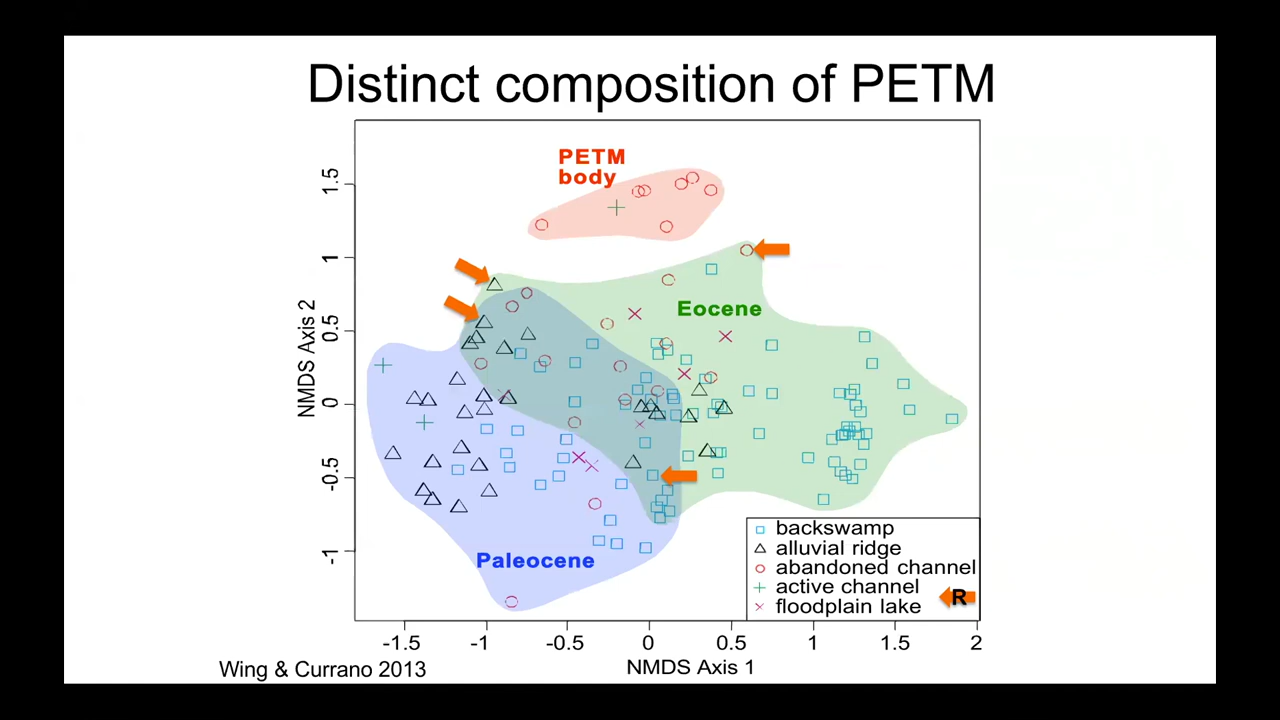 Distinct composition of PETM
PETM
body
Eocene
Paleocene
NMDS Axis 2
1.5
1
0.5
0
-0.5
-1
backswamp
alluvial ridge
abandoned channel
active channel
floodplain lake
R
-1.5
-1
-0.5
0
0.5
1
1.5
2
NMDS Axis 1
Wing & Currano 2013